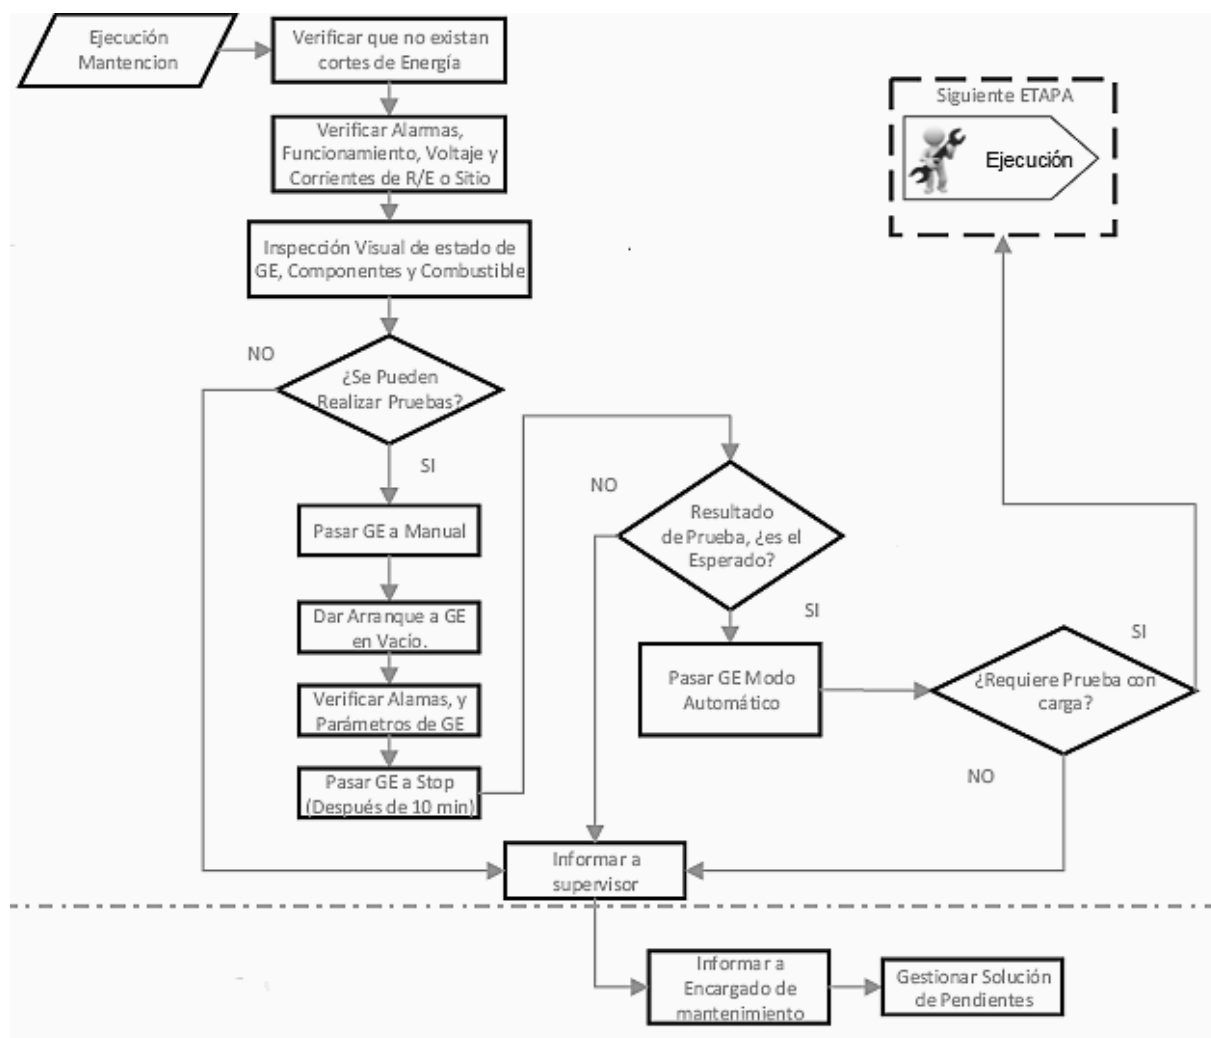 Ejecución
Mantencion
Verificar que no existan
cortes de Energía
Verificar Alarmas,
Funcionamiento, Voltaje y
Corrientes de R/E o Sitio
Inspección Visual de estado de
GE, Componentes y Combustible
NO
¿Se Pueden
Realizar Pruebas?
SI
Pasar GE a Manual
Dar Arranque a GE
en Vacío.
Verificar Alamas, y
Parámetros de GE
Pasar GE a Stop
(Después de 10 min)
NO
Resultado
de Prueba, ¿es el
Esperado?
SI
Pasar GE Modo
Automático
¿Requiere Prueba con
carga?
SI
NO
Siguiente ETAPA
Ejecución
Informar a
supervisor
Informar a
Encargado de
mantenimiento
Gestionar Solución
de Pendientes